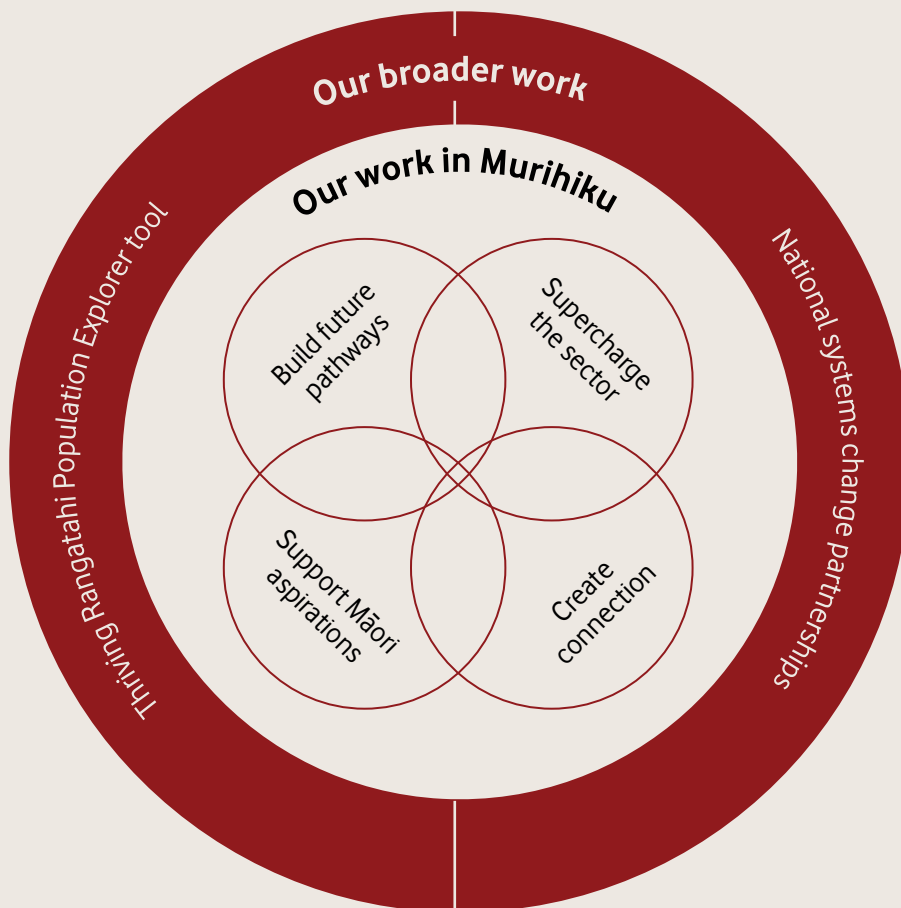 Our broader work
Our work in Murihiku
Thriving Rangatahi Population Explorer tool
National systems change partnerships
Build future
pathways
Supercharge
the sector
Support Māori
aspirations
Create
connection